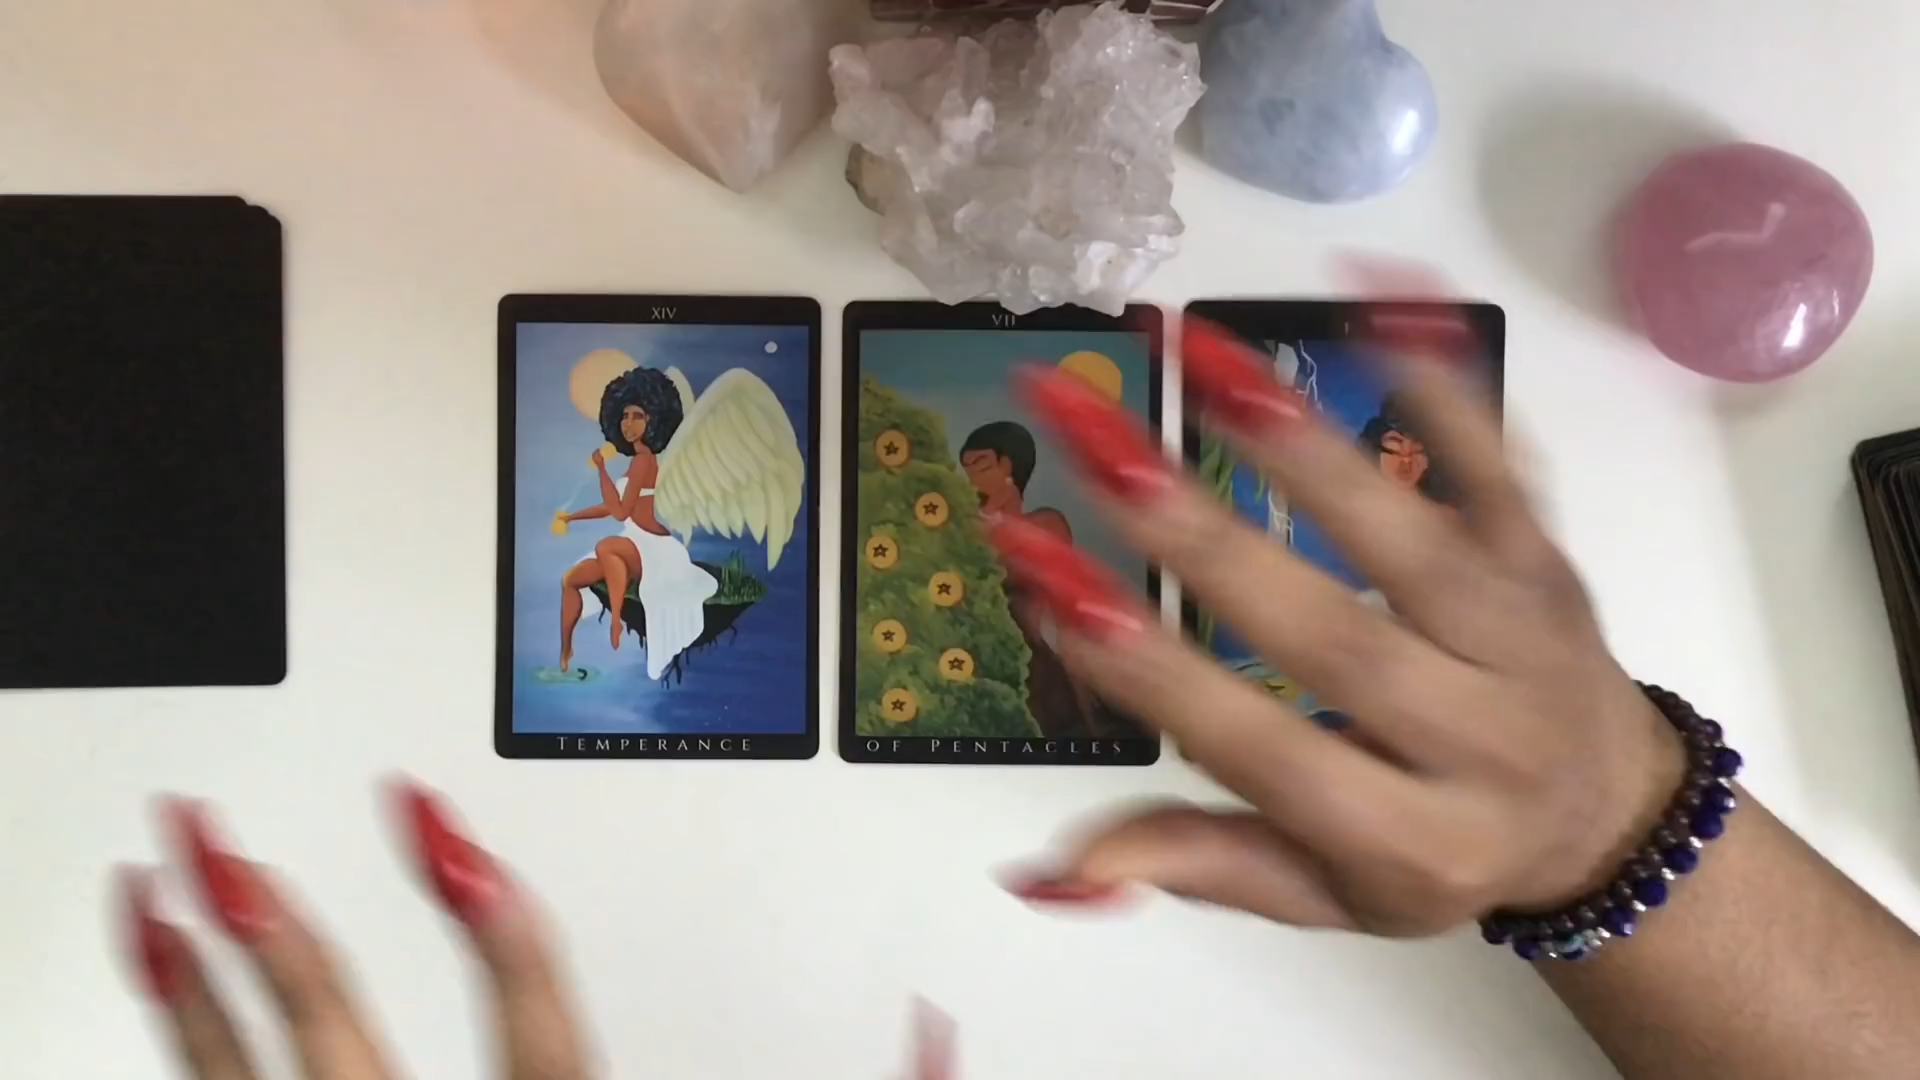 XIV
TEMPERANCE
VII
OF PENTACLES
I